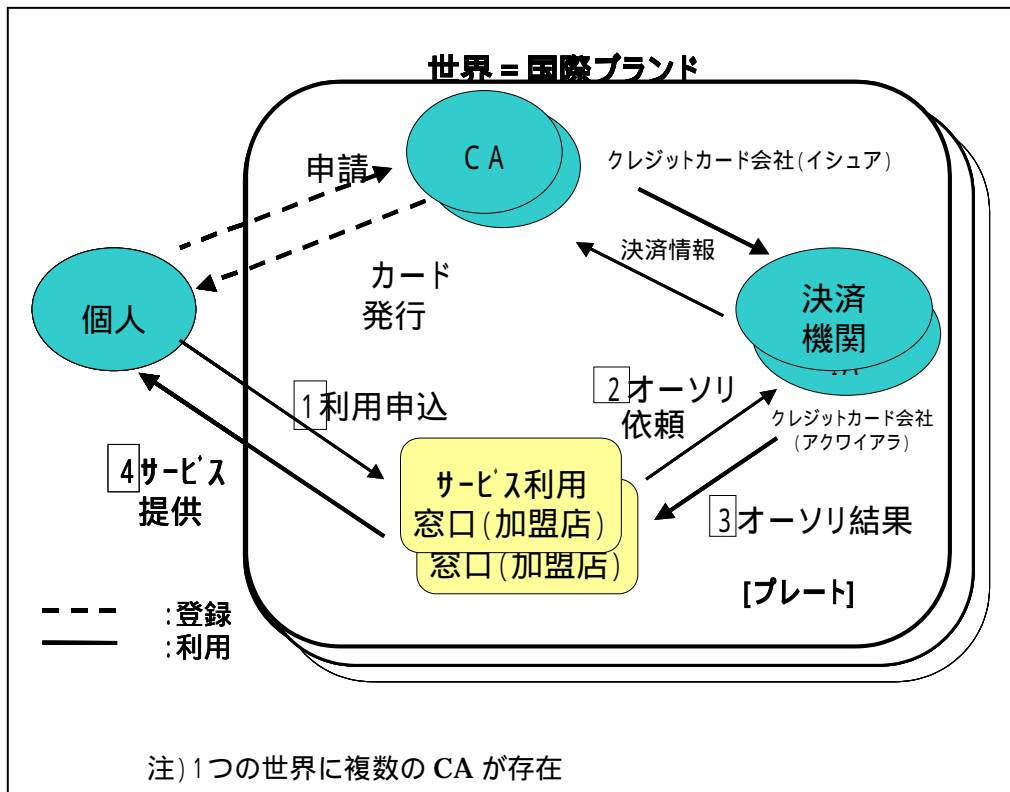 世界=国際ブランド
CA
申請
クレジットカード会社(イシュア)
決済情報
カード
発行
個人
決済
機関
1利用申込
2オーソリ
依頼
クレジットカード会社
(アクワイアラ)
4サービス
提供
サービス利用
窓口(加盟店)
窓口(加盟店)
3オーソリ結果
[プレート]
:登録
:利用
注)1つの世界に複数の CA が存在